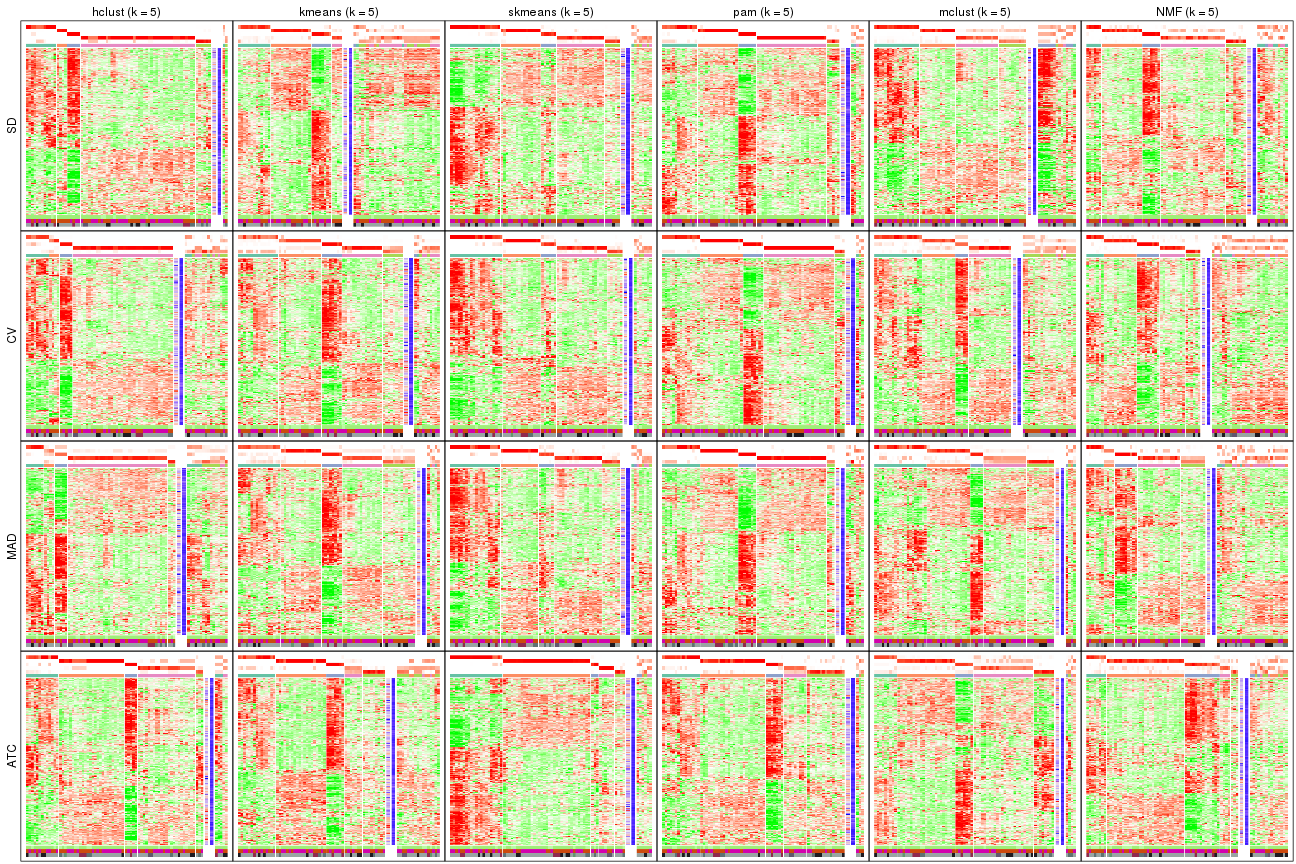 hclust (k = 5) kmeans (k = 5) skmeans (k = 5) pam (k = 5) mclust (k = 5) NMF (k = 5)
SD
CV
MAD
ATC